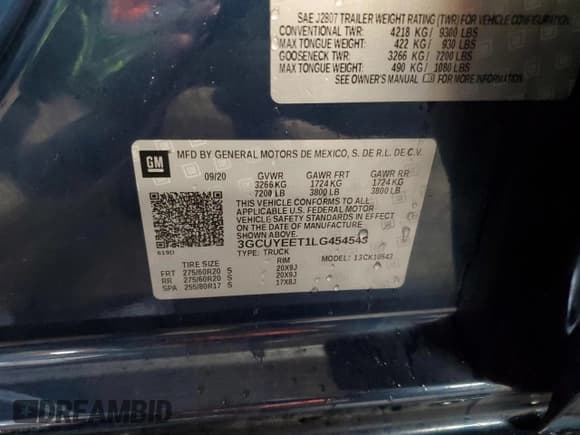 SAE J2807 TRAILER WEIGHT RATING (TWR) FOR VEHICLE CONFIGURATION
CONVENTIONAL TWR: 4218 KG / 9300 LBS
MAX TONGUE WEIGHT: 422 KG / 930 LBS
GOOSENECK TWR: 3266 KG / 7200 LBS
MAX TONGUE WEIGHT: 490 KG / 1080 LBS
SEE OWNER'S MANUAL FOR MORE INFORMATION
GM
MFD BY GENERAL MOTORS DE MEXICO, S. DE R.L. DE C.V.
09/20 GVWR GAWR FRT GAWR RR
3266 KG 1724 KG 1724 KG
7200 LB 3800 LB 3800 LB
THIS VEHICLE CONFORMS TO ALL
APPLICABLE U.S. FEDERAL MOTOR
VEHICLE SAFETY STANDARDS IN EFFECT ON
THE DATE OF MANUFACTURE SHOWN ABOVE.
3GCUYEET1LG454543
TYPE: TRUCK MODEL: 13CK10543
TIRE SIZE RIM
FRT 275/60R20 S 20X9J
RR 275/60R20 S 20X9J
SPA 255/80R17 S 17X8J
DREAMBID